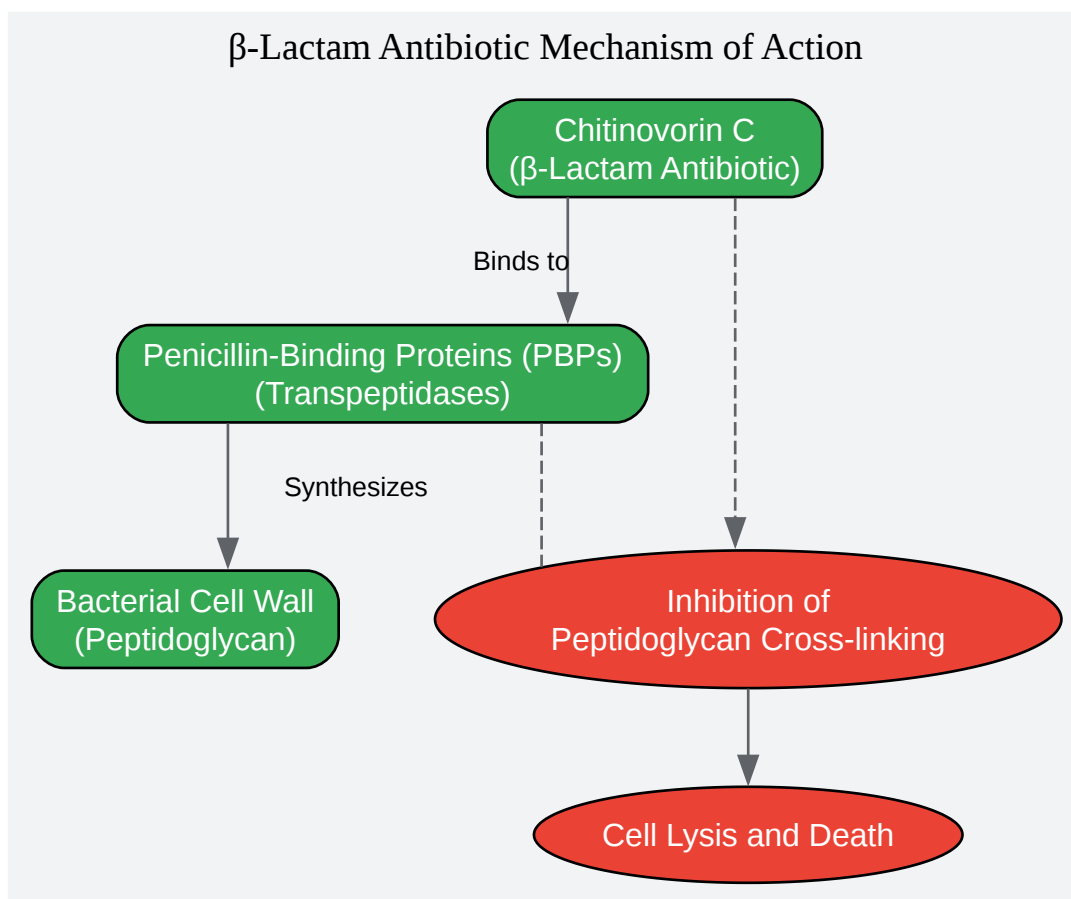 β-Lactam Antibiotic Mechanism of Action
Chitinovorin C
(β-Lactam Antibiotic)
Binds to
Penicillin-Binding Proteins (PBPs)
(Transpeptidases)
Synthesizes
Bacterial Cell Wall
(Peptidoglycan)
Inhibition of
Peptidoglycan Cross-linking
Cell Lysis and Death